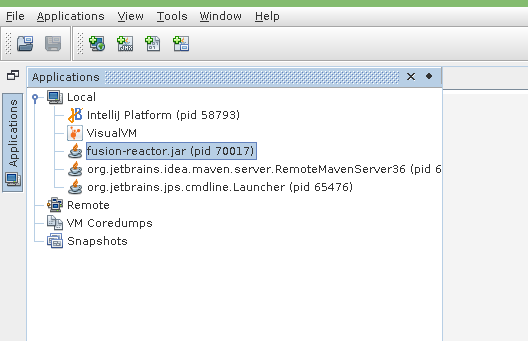 File Applications View Tools Window Help
Applications
Applications
Local
IntelliJ Platform (pid 58793)
VisualVM
fusion-reactor.jar (pid 70017)
org.jetbrains.idea.maven.server.RemoteMavenServer36 (pid 6
org.jetbrains.jps.cmdline.Launcher (pid 65476)
Remote
VM Coredumps
Snapshots